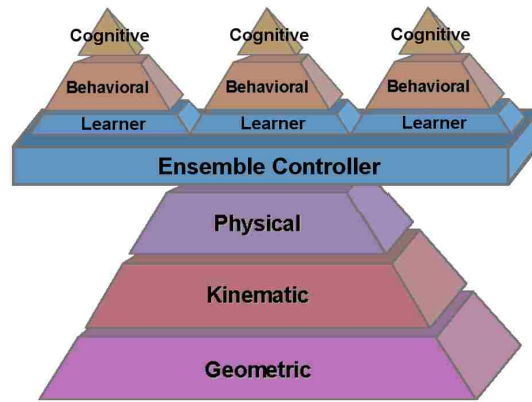 Cognitive Cognitive Cognitive
Behavioral Behavioral Behavioral
Learner Learner Learner
Ensemble Controller
Physical
Kinematic
Geometric